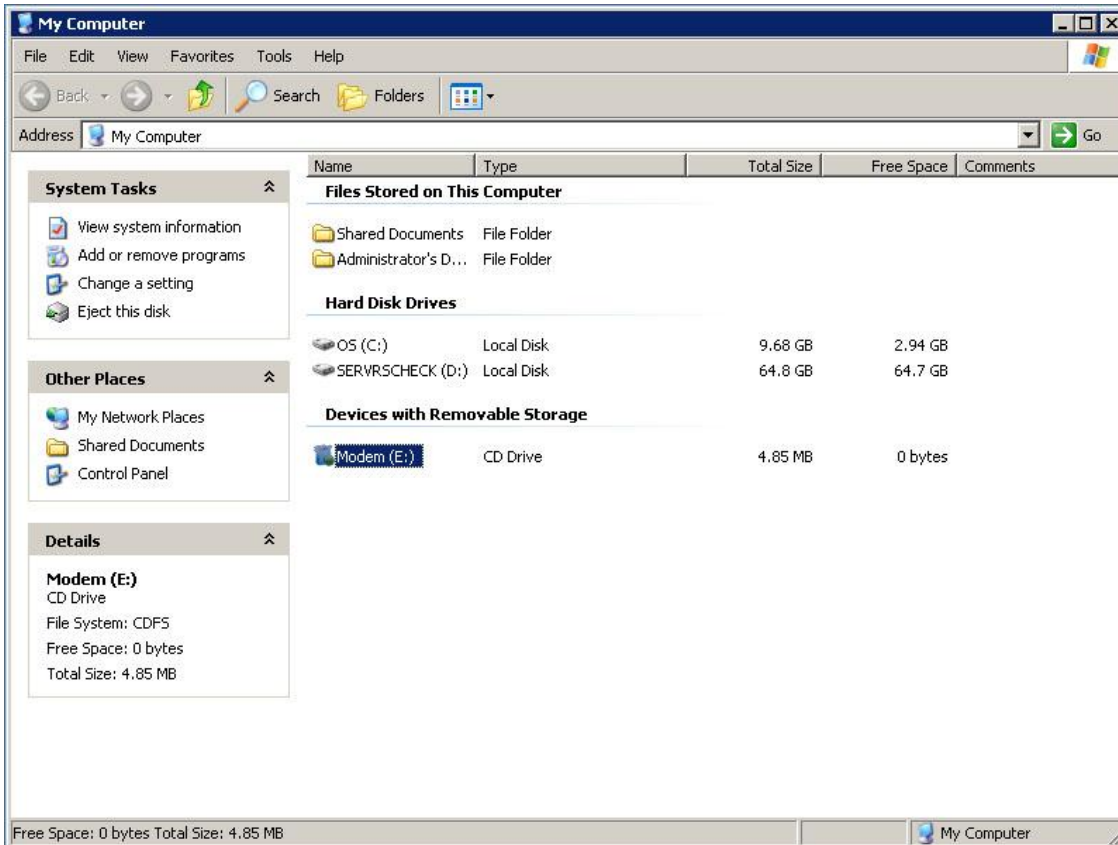 My Computer
File Edit View Favorites Tools Help
Back Search Folders
Address My Computer Go
System Tasks
View system information
Add or remove programs
Change a setting
Eject this disk
Other Places
My Network Places
Shared Documents
Control Panel
Details
Modem (E:)
CD Drive
File System: CDFS
Free Space: 0 bytes
Total Size: 4.85 MB
Name Type Total Size Free Space Comments
Files Stored on This Computer
Shared Documents File Folder
Administrator's D... File Folder
Hard Disk Drives
OS (C:) Local Disk 9.68 GB 2.94 GB
SERVRSCHECK (D:) Local Disk 64.8 GB 64.7 GB
Devices with Removable Storage
Modem (E:) CD Drive 4.85 MB 0 bytes
Free Space: 0 bytes Total Size: 4.85 MB My Computer